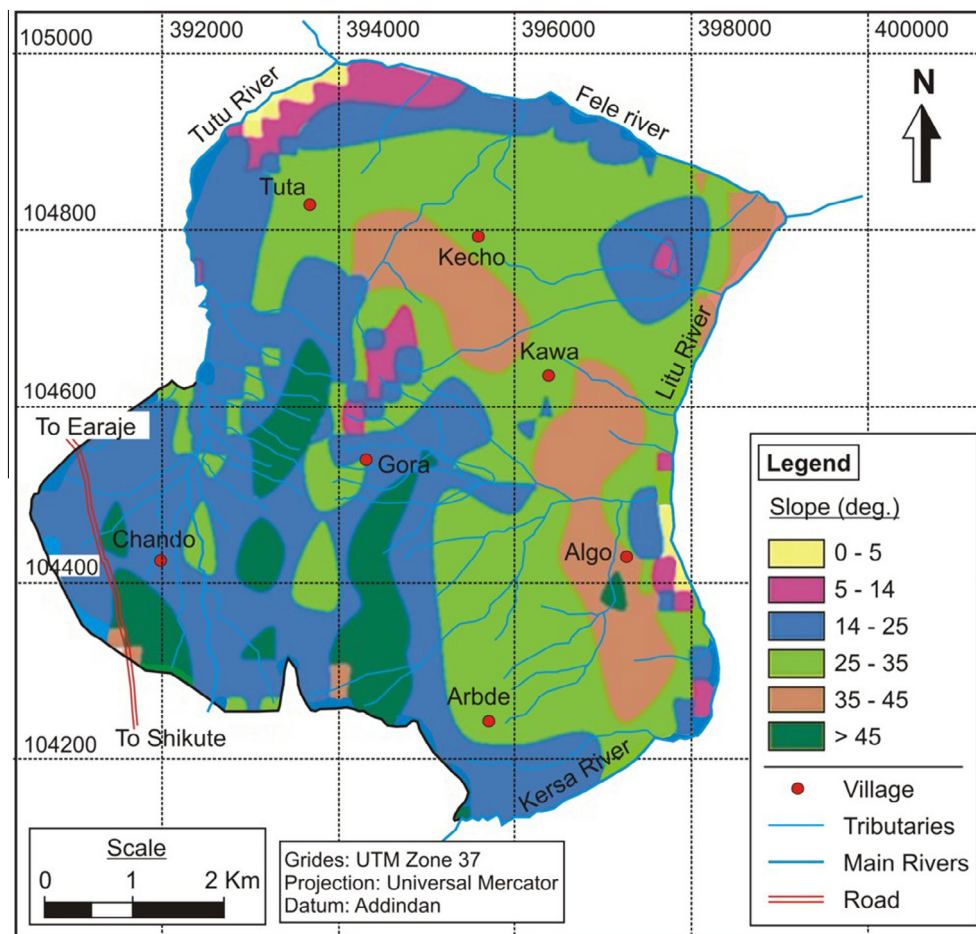 105000
392000
394000
396000
398000
400000
Tutu River
Fele river
N
Tuta
104800
Kecho
Kawa
Litu River
104600
To Earaje
Gora
Chando
104400
Algo
Arbde
To Shikute
104200
Kersa River
Legend
Slope (deg.)
0 - 5
5 - 14
14 - 25
25 - 35
35 - 45
> 45
Village
Tributaries
Main Rivers
Road
Scale
0 1 2 Km
Grides: UTM Zone 37
Projection: Universal Mercator
Datum: Addindan